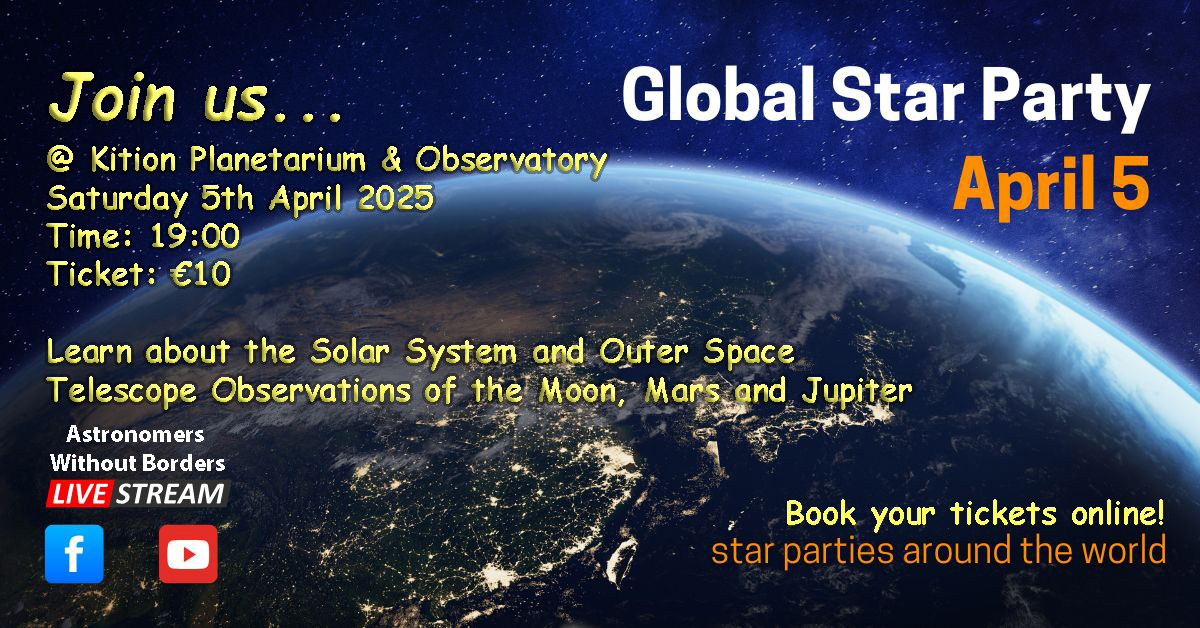 Join us...
@ Kition Planetarium & Observatory
Saturday 5th April 2025
Time: 19:00
Ticket: €10
Learn about the Solar System and Outer Space
Telescope Observations of the Moon, Mars and Jupiter
Astronomers
Without Borders
LIVE STREAM
f
Global Star Party
April 5
Book your tickets online!
star parties around the world